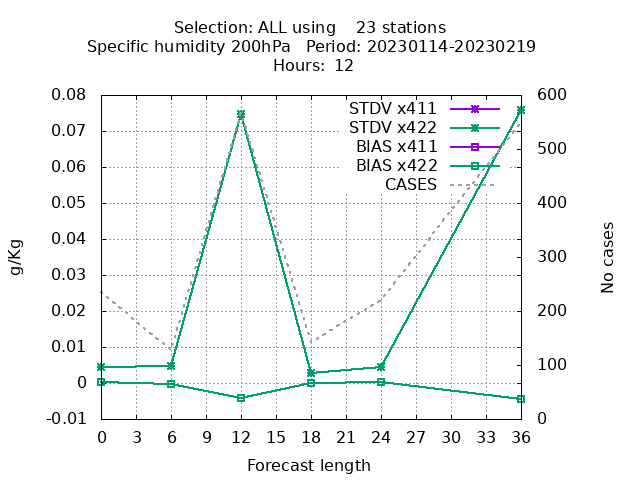 Selection: ALL using    23 stations
Specific humidity 200hPa   Period: 20230114-20230219
Hours: 12
0.08
0.07
0.06
0.05
0.04
0.03
0.02
0.01
0
-0.01
g/Kg
STDV x411
STDV x422
BIAS x411
BIAS x422
CASES
600
500
400
300
200
100
0
No cases
0 3 6 9 12 15 18 21 24 27 30 33 36
Forecast length